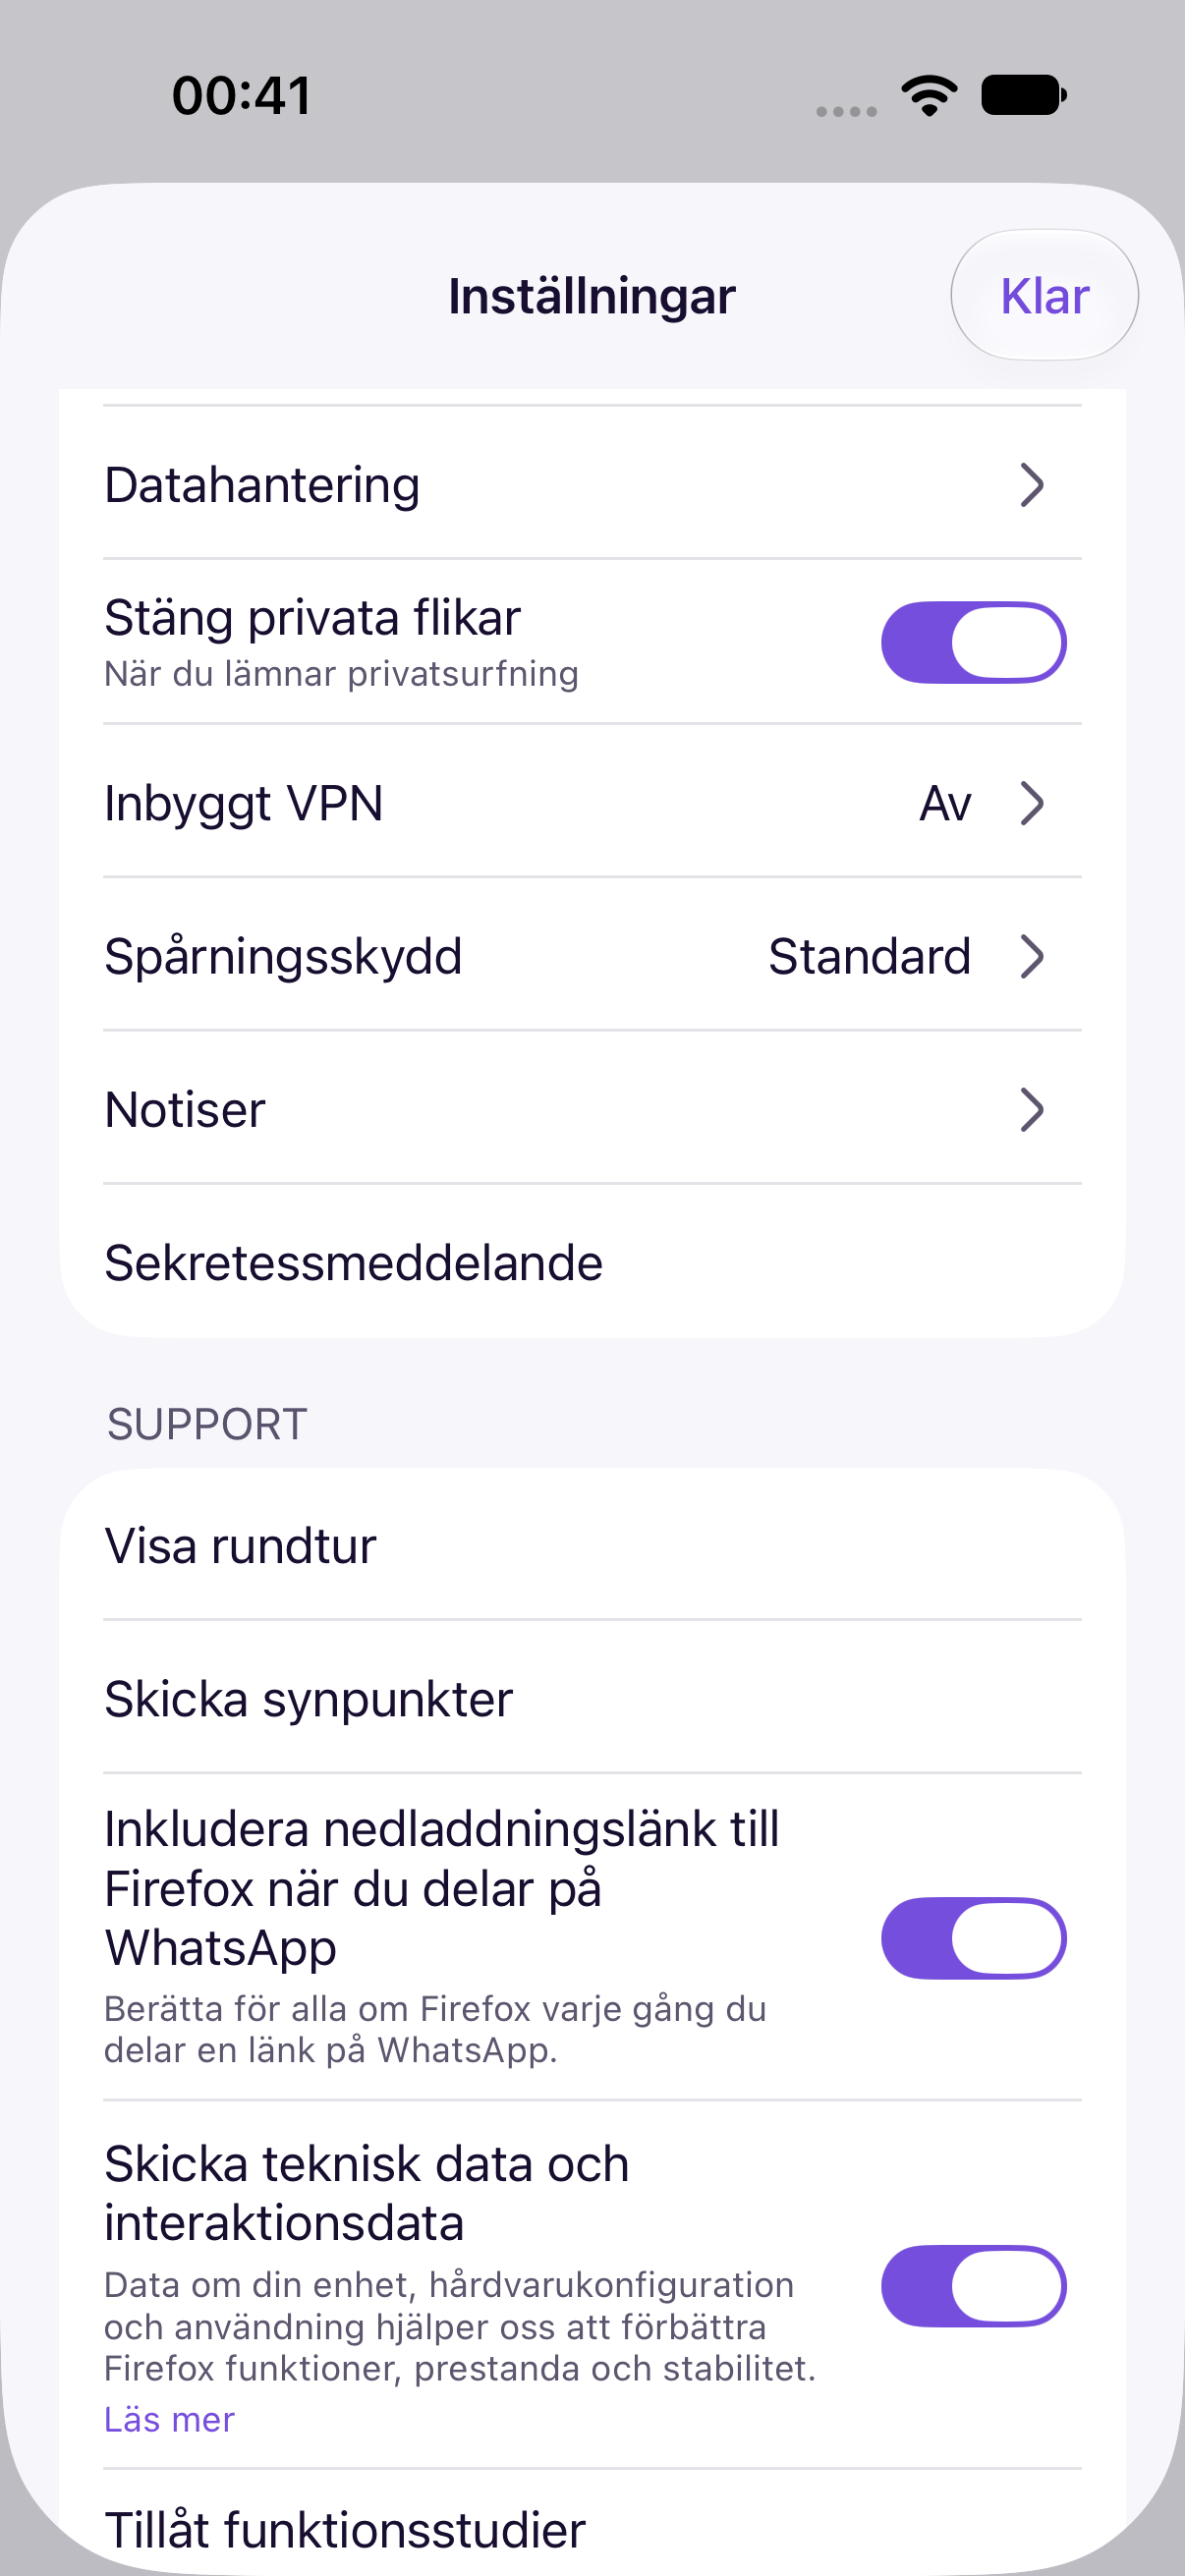 00:41
Inställningar
Klar
Datahantering
Stäng privata flikar
När du lämnar privatsurfning
Inbyggt VPN
Av
Spårningsskydd
Standard
Notiser
Sekretessmeddelande
SUPPORT
Visa rundtur
Skicka synpunkter
Inkludera nedladdningslänk till
Firefox när du delar på
WhatsApp
Berätta för alla om Firefox varje gång du
delar en länk på WhatsApp.
Skicka teknisk data och
interaktionsdata
Data om din enhet, hårdvarukonfiguration
och användning hjälper oss att förbättra
Firefox funktioner, prestanda och stabilitet.
Läs mer
Tillåt funktionsstudier